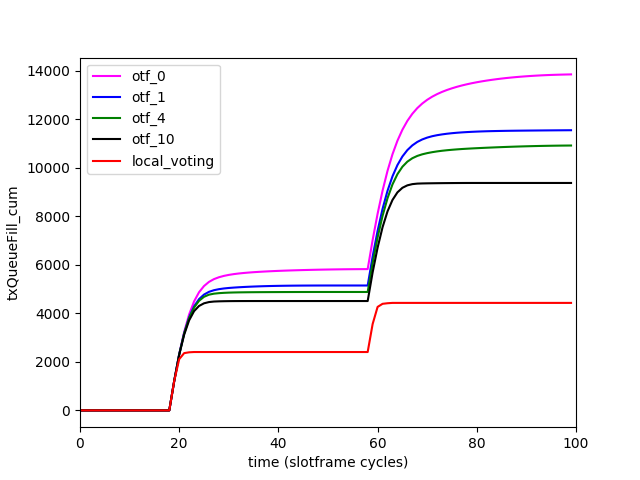 14000
12000
10000
8000
6000
4000
2000
0
txQueueFill_cum
otf_0
otf_1
otf_4
otf_10
local_voting
0 20 40 60 80 100
time (slotframe cycles)